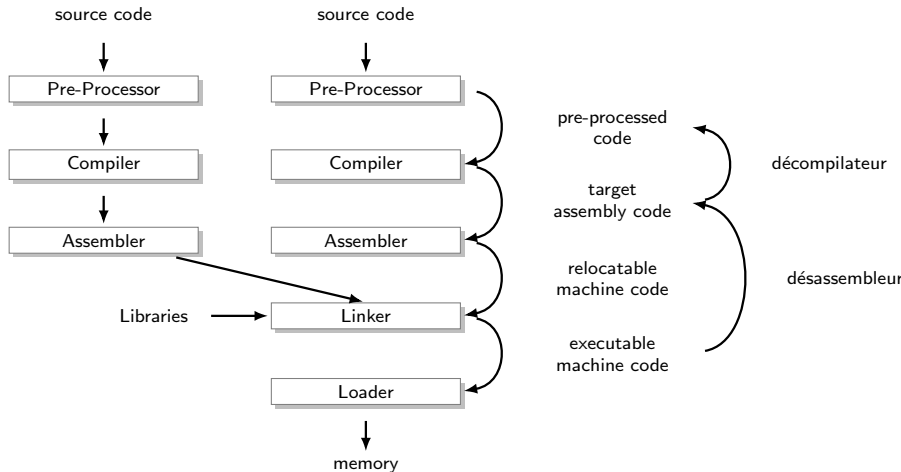 source code
source code
Pre-Processor
Pre-Processor
pre-processed
code
Compiler
Compiler
décompilateur
target
assembly code
Assembler
Assembler
relocatable
machine code
désassembleur
Libraries
Linker
executable
machine code
Loader
memory